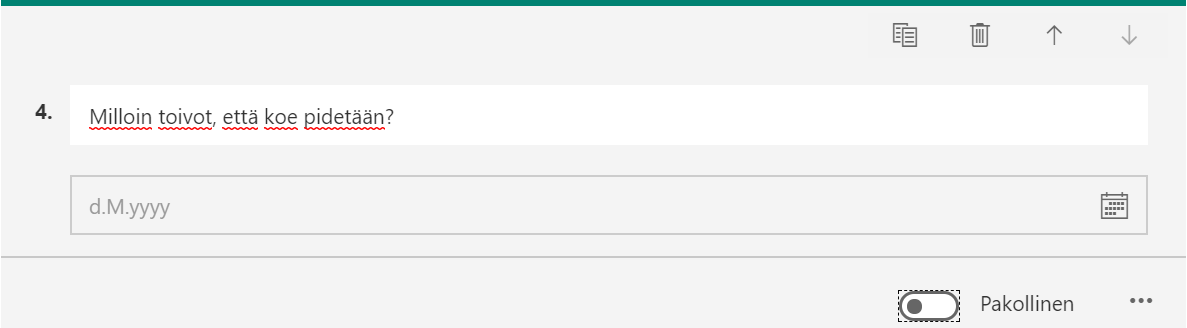 4. Milloin toivot, että koe pidetään?
d.M.yyyy
Pakollinen